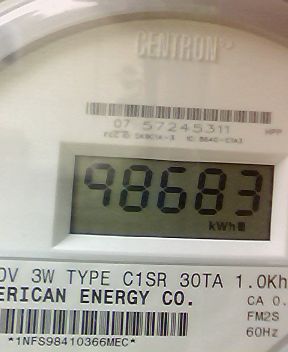 CENTRON
07 57245311 HPP
98683
kWh
0V 3W TYPE C1SR 30TA 1.0Kh
ERICAN ENERGY CO. CA 0.
FM2S
*1NFS98410366MEC* 60Hz